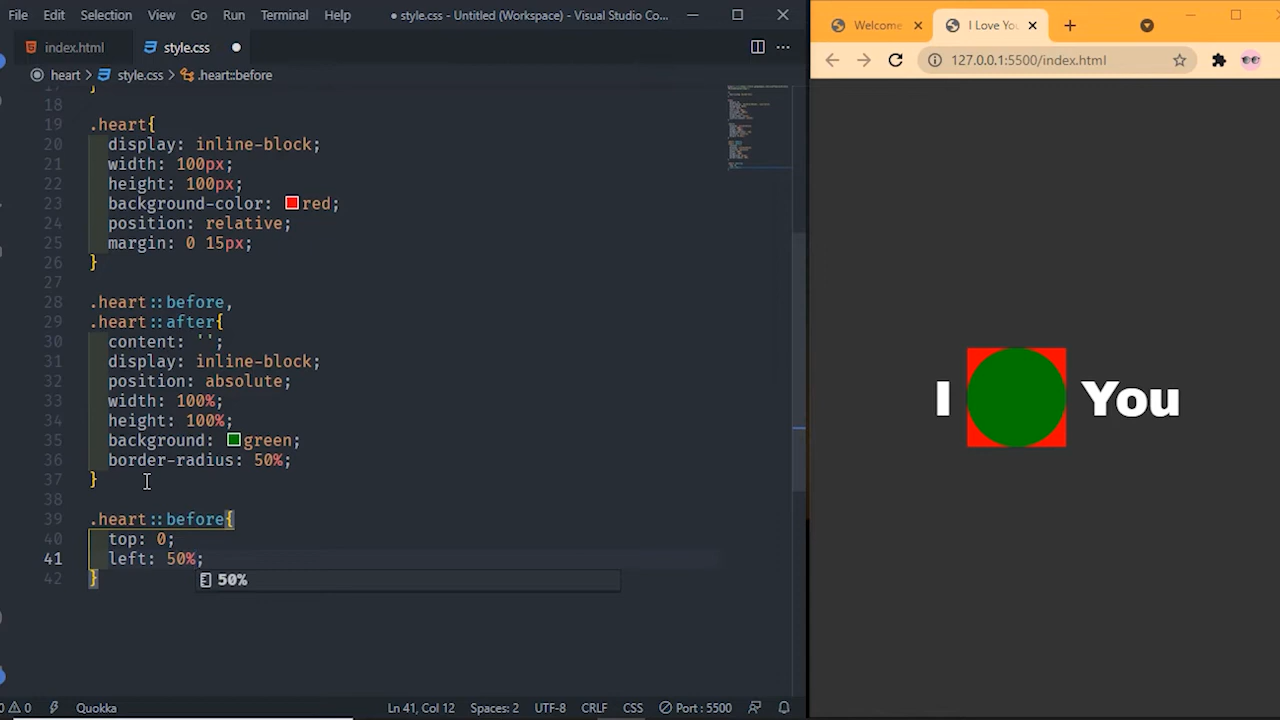 File Edit Selection View Go Run Terminal Help ● style.css - Untitled (Workspace) - Visual Studio Co...
index.html style.css
heart > style.css > .heart::before
17 }
18
19 .heart{
20 display: inline-block;
21 width: 100px;
22 height: 100px;
23 background-color: red;
24 position: relative;
25 margin: 0 15px;
26 }
27
28 .heart::before,
29 .heart::after{
30 content: '';
31 display: inline-block;
32 position: absolute;
33 width: 100%;
34 height: 100%;
35 background: green;
36 border-radius: 50%;
37 }
38
39 .heart::before{
40 top: 0;
41 left: 50%;
42 }
50%
0 Quokka Ln 41, Col 12 Spaces: 2 UTF-8 CRLF CSS Port : 5500
Welcome I Love You
127.0.0.1:5500/index.html
I You